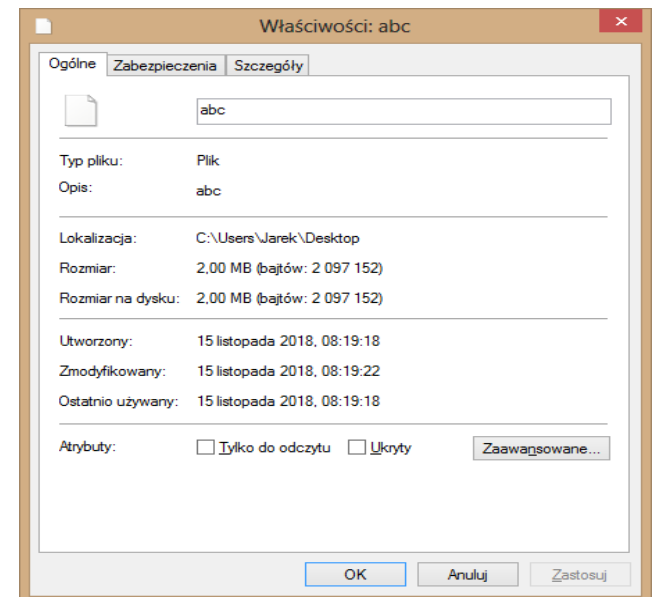 Właściwości: abc
Ogólne Zabezpieczenia Szczegóły
abc
Typ pliku: Plik
Opis: abc
Lokalizacja: C:\Users\Jarek\Desktop
Rozmiar: 2,00 MB (bajtów: 2 097 152)
Rozmiar na dysku: 2,00 MB (bajtów: 2 097 152)
Utworzony: 15 listopada 2018, 08:19:18
Zmodyfikowany: 15 listopada 2018, 08:19:22
Ostatnio używany: 15 listopada 2018, 08:19:18
Atrybuty: Tylko do odczytu Ukryty Zaawansowane...
OK Anuluj Zastosuj